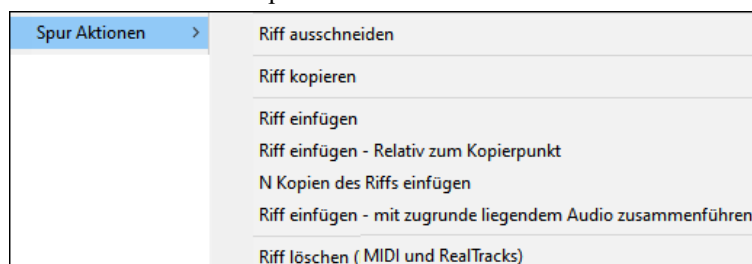 Spur Aktionen >
Riff ausschneiden
Riff kopieren
Riff einfügen
Riff einfügen - Relativ zum Kopierpunkt
N Kopien des Riffs einfügen
Riff einfügen - mit zugrunde liegendem Audio zusammenführen
Riff löschen ( MIDI und RealTracks)